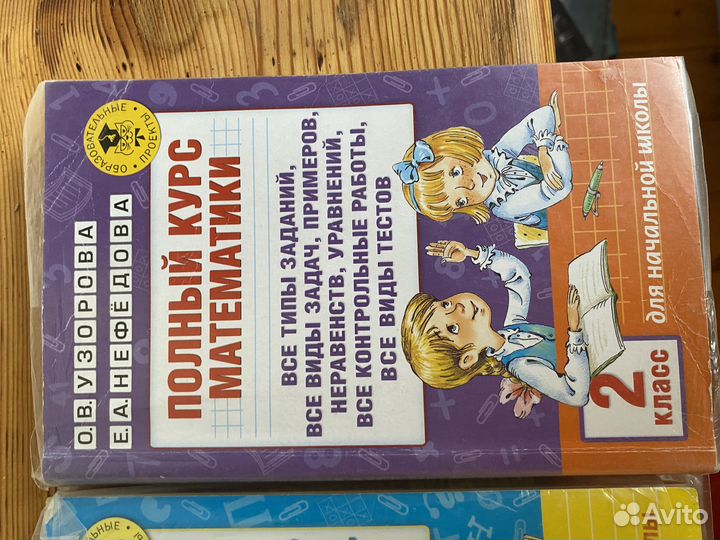 О.В. УЗОРОВА
Е.А. НЕФЁДОВА
ОБРАЗОВАТЕЛЬНЫЕ ПРОЕКТЫ
ПОЛНЫЙ КУРС
МАТЕМАТИКИ
ВСЕ ТИПЫ ЗАДАНИЙ,
ВСЕ ВИДЫ ЗАДАЧ, ПРИМЕРОВ,
НЕРАВЕНСТВ, УРАВНЕНИЙ,
ВСЕ КОНТРОЛЬНЫЕ РАБОТЫ,
ВСЕ ВИДЫ ТЕСТОВ
2
класс
для начальной школы
Avito